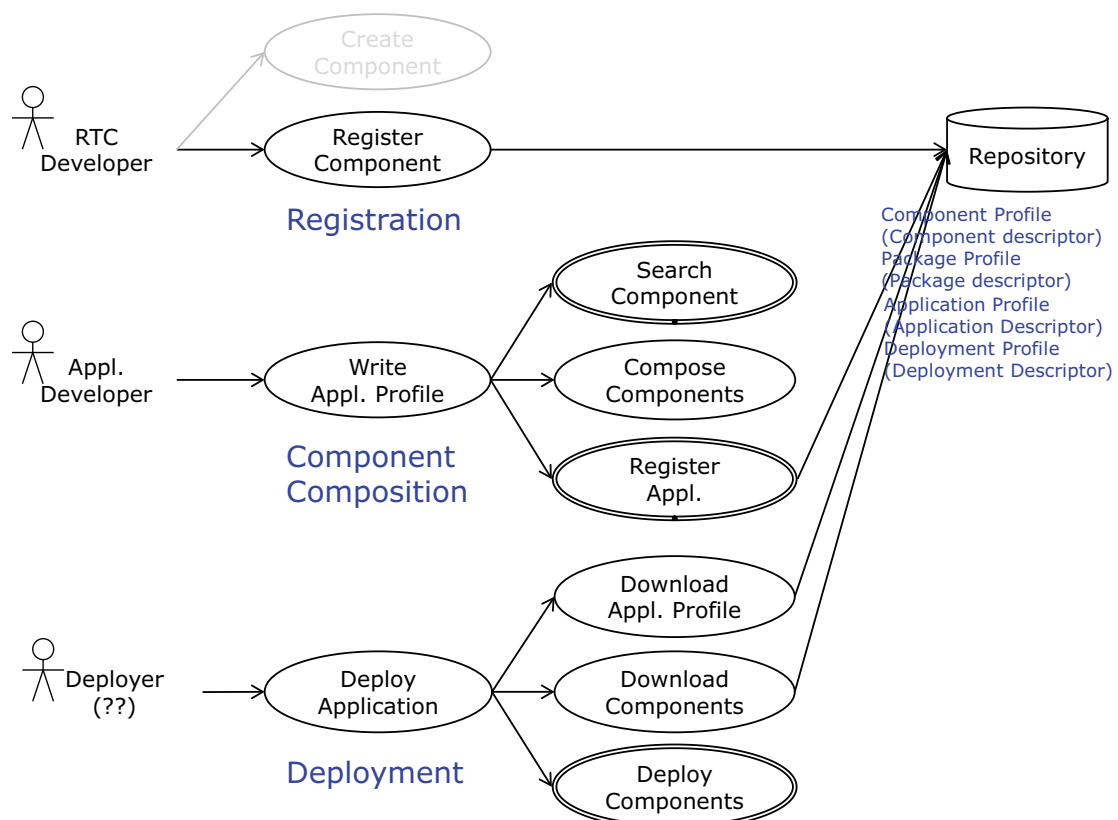 Create
Component
RTC
Developer
Register
Component
Repository
Registration
Component Profile
(Component descriptor)
Package Profile
(Package descriptor)
Application Profile
(Application Descriptor)
Deployment Profile
(Deployment Descriptor)
Search
Component
Appl.
Developer
Write
Appl. Profile
Compose
Components
Component
Composition
Register
Appl.
Download
Appl. Profile
Deployer
(??)
Deploy
Application
Download
Components
Deployment
Deploy
Components